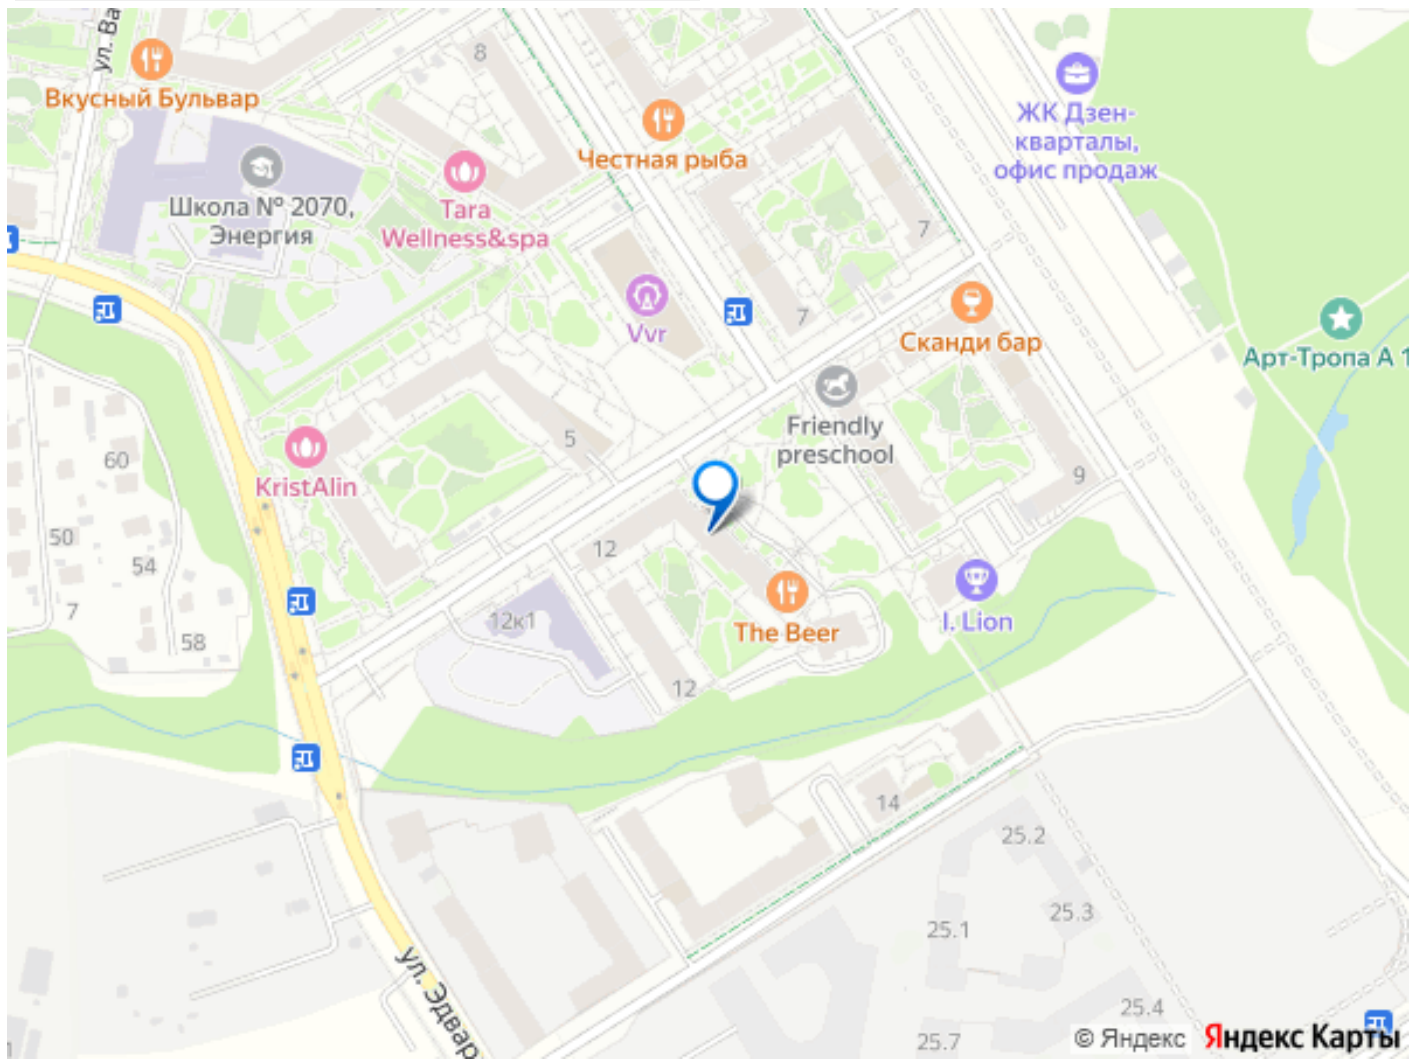 ул. Ва
Вкусный Бульвар
8
ЖК Дзен-
кварталы,
офис продаж
Честная рыба
Школа № 2070,
Энергия
Tara
Wellness&spa
7
Vvr
7
Сканди бар
Арт-Тропа А 1
Friendly
preschool
5
60
KristAlin
9
50
12
54
7
12к1
The Beer
I. Lion
58
12
14
25.2
25.3
25.1
ул. Эдвар
25.4
25.7
© Яндекс Яндекс Карты